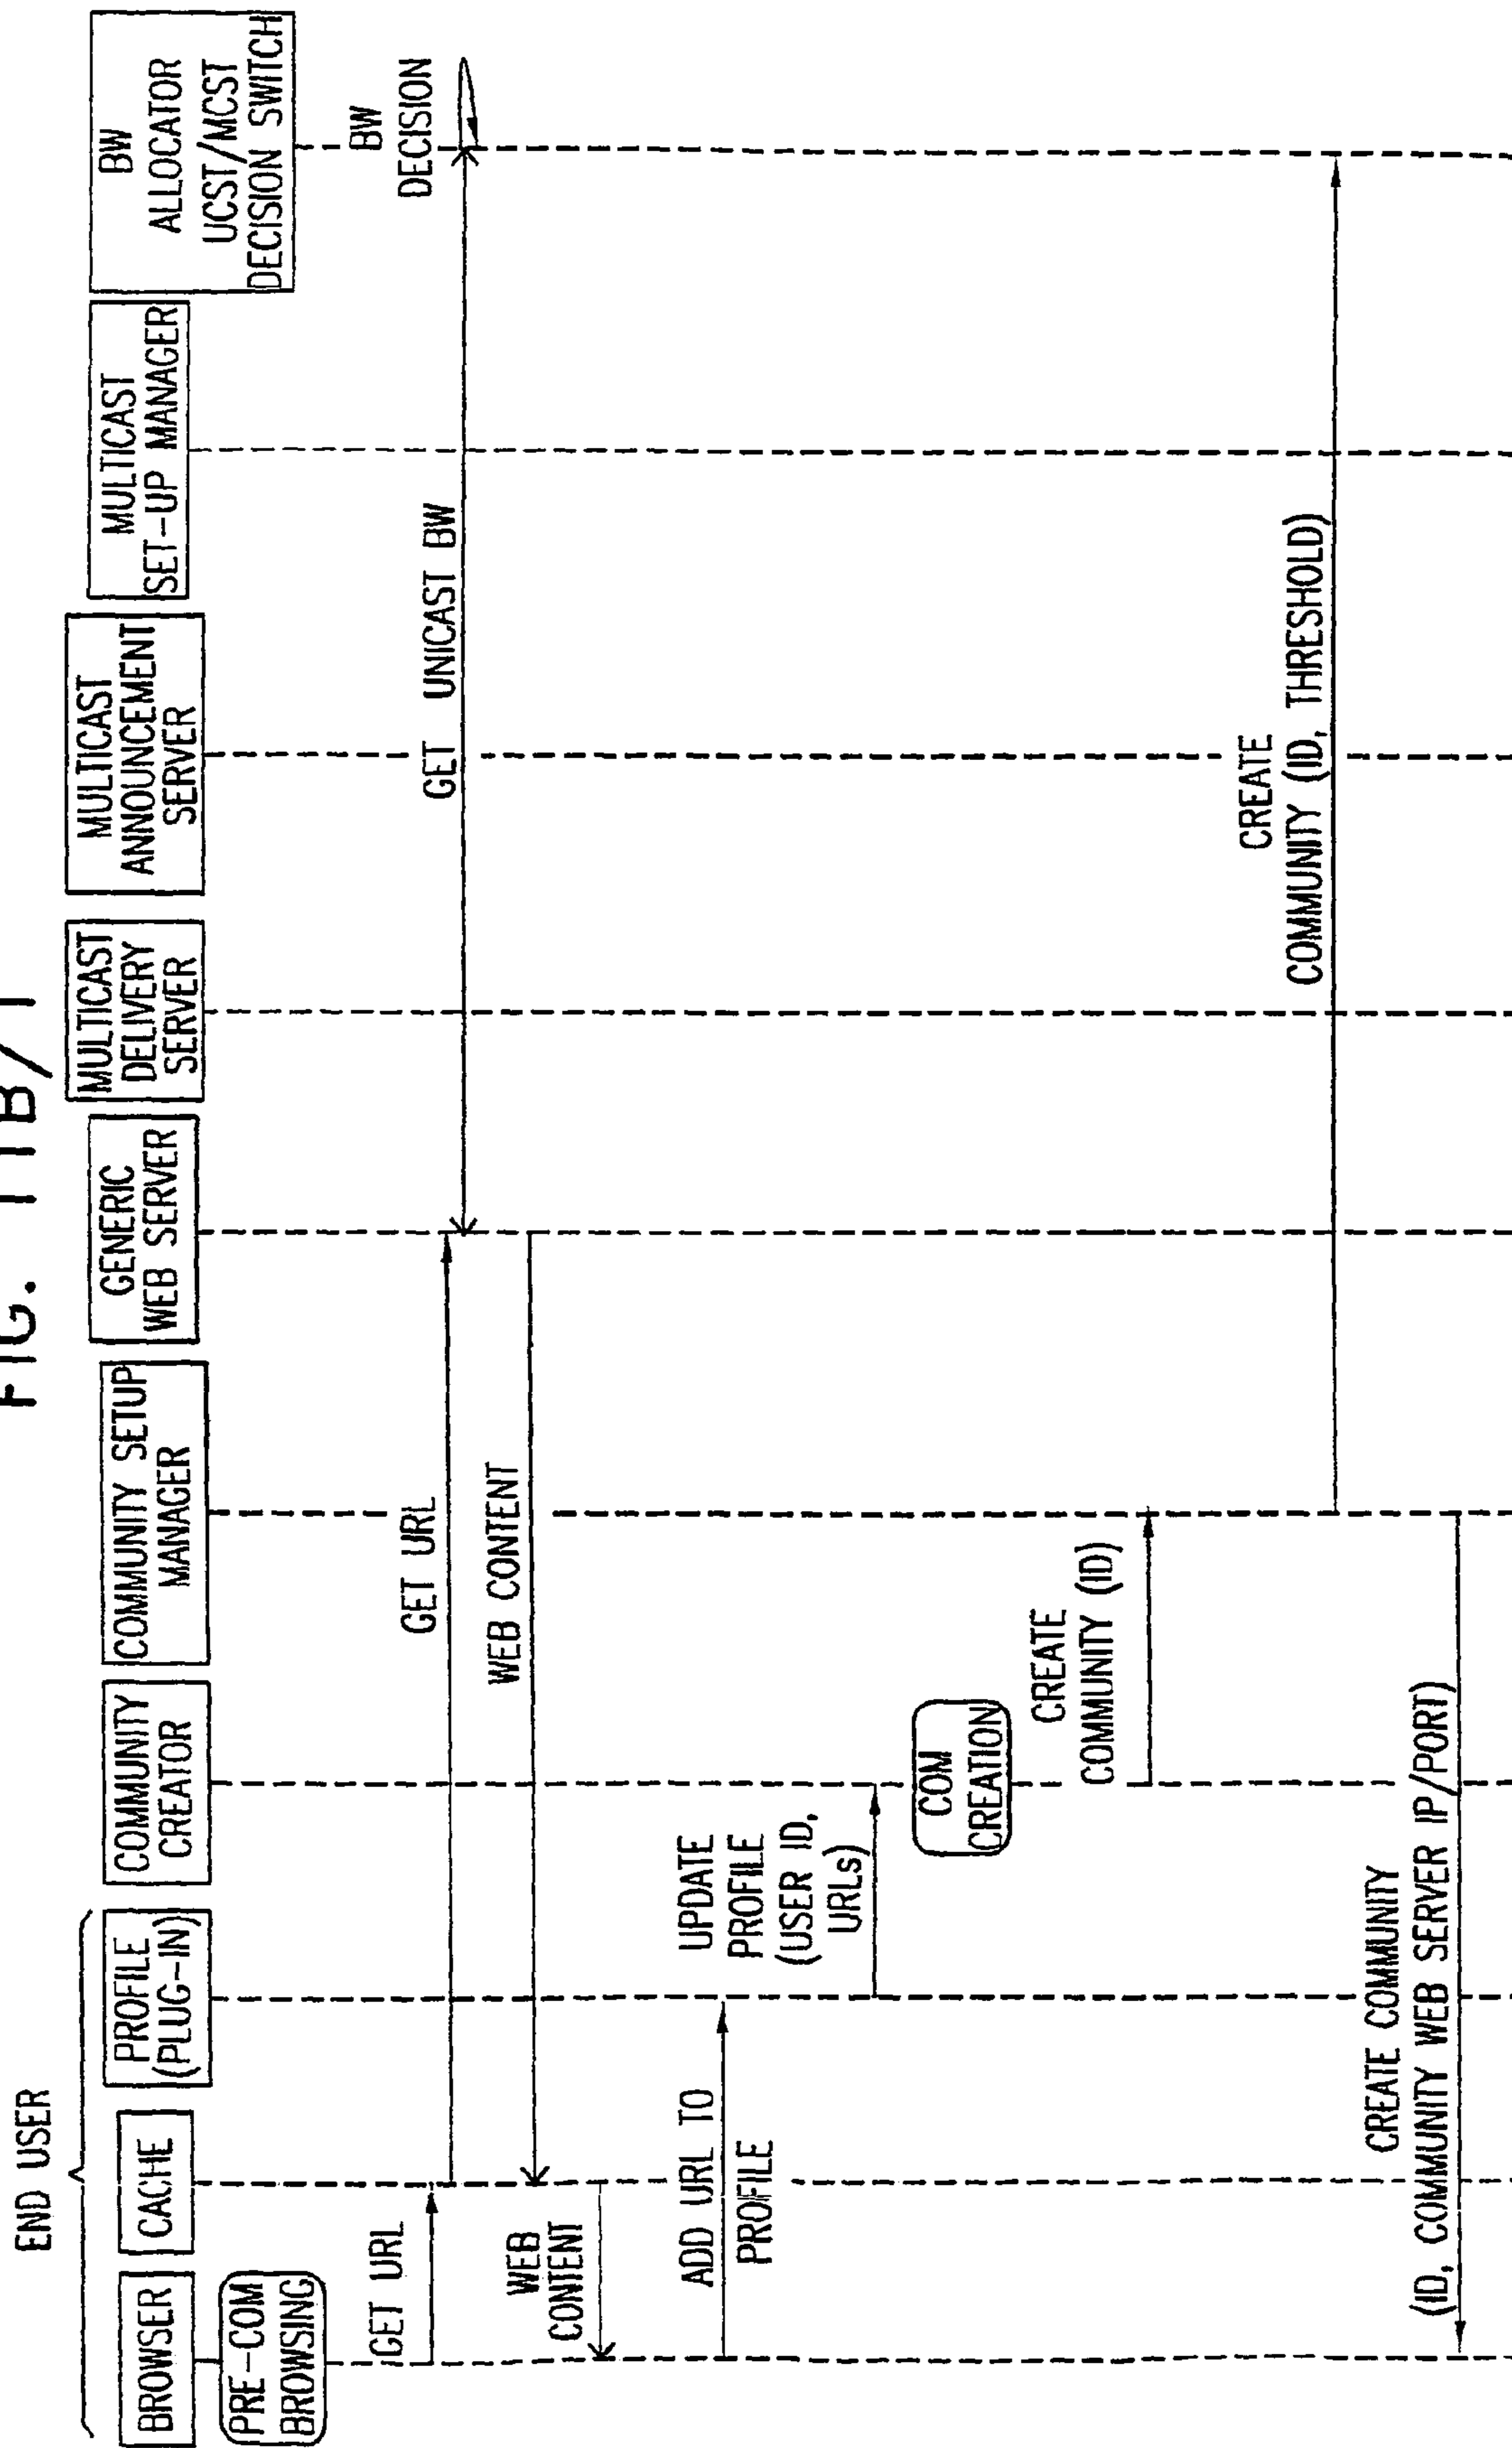 FIG. 11B/1
END USER
BROWSER
CACHE
PROFILE
(PLUG-IN)
COMMUNITY
CREATOR
COMMUNITY SETUP
MANAGER
GENERIC
WEB SERVER
MULTICAST
DELIVERY
SERVER
MULTICAST
ANNOUNCEMENT
SERVER
MULTICAST
SET-UP MANAGER
BW
ALLOCATOR
UCST/MCST
DECISION SWITCH
PRE-COM
BROWSING
GET URL
GET URL
GET UNICAST BW
BW
DECISION
WEB CONTENT
WEB
CONTENT
ADD URL TO
PROFILE
UPDATE
PROFILE
(USER ID,
URLs)
COM
CREATION
CREATE
COMMUNITY (ID)
CREATE
COMMUNITY (ID, THRESHOLD)
CREATE COMMUNITY
(ID, COMMUNITY WEB SERVER IP/PORT)